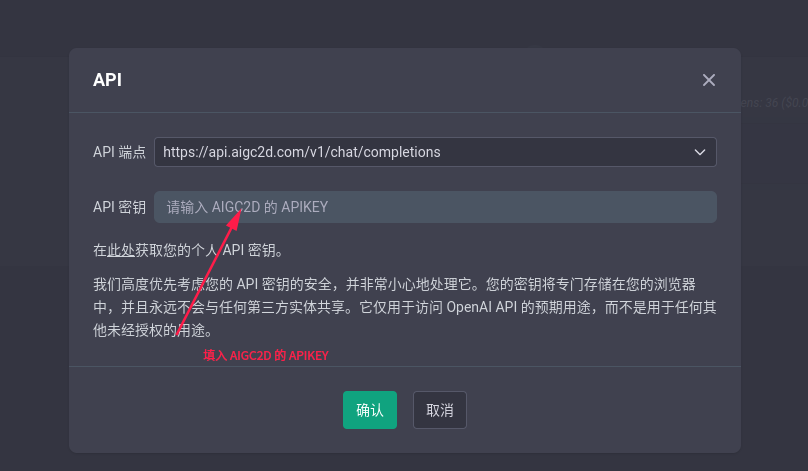 API
ens: 36 ($0.0
API 端点
https://api.aigc2d.com/v1/chat/completions
API 密钥
请输入 AIGC2D 的 APIKEY
在此处获取您的个人 API 密钥。
我们高度优先考虑您的 API 密钥的安全，并非常小心地处理它。您的密钥将专门存储在您的浏览器
中，并且永远不会与任何第三方实体共享。它仅用于访问 OpenAI API 的预期用途，而不是用于任何其
他未经授权的用途。
填入 AIGC2D 的 APIKEY
确认
取消